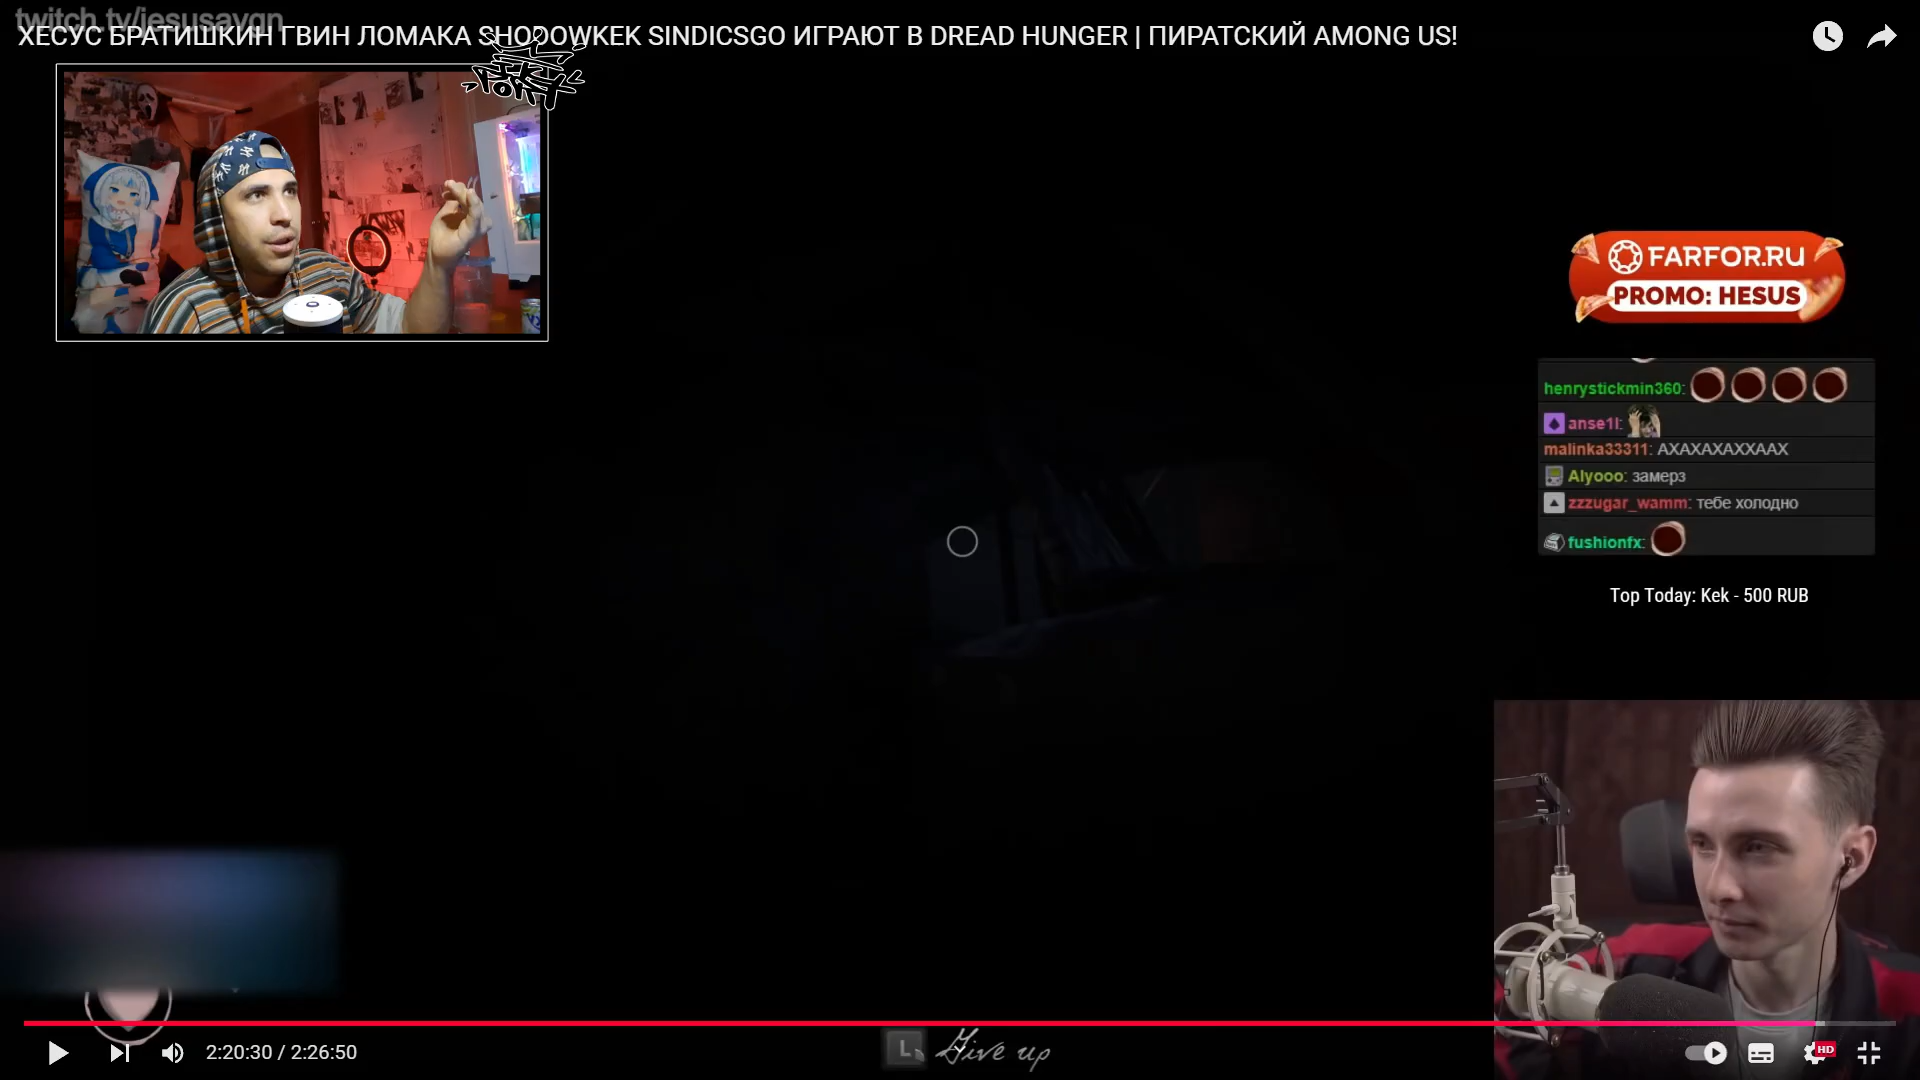 twitch.tv/jesusavgn
ХЕСУС БРАТИШКИН ГВИН ЛОМАКА SHODOWKEK SINDICSGO ИГРАЮТ В DREAD HUNGER | ПИРАТСКИЙ AMONG US!
FARFOR.RU
PROMO: HESUS
henrystickmin360:
anse1l:
malinka33311: АХАХАХАХХААХ
Alyooo: замерз
zzzugar_wamm: тебе холодно
fushionfx:
Top Today: Kek - 500 RUB
L Give up
2:20:30 / 2:26:50
HD